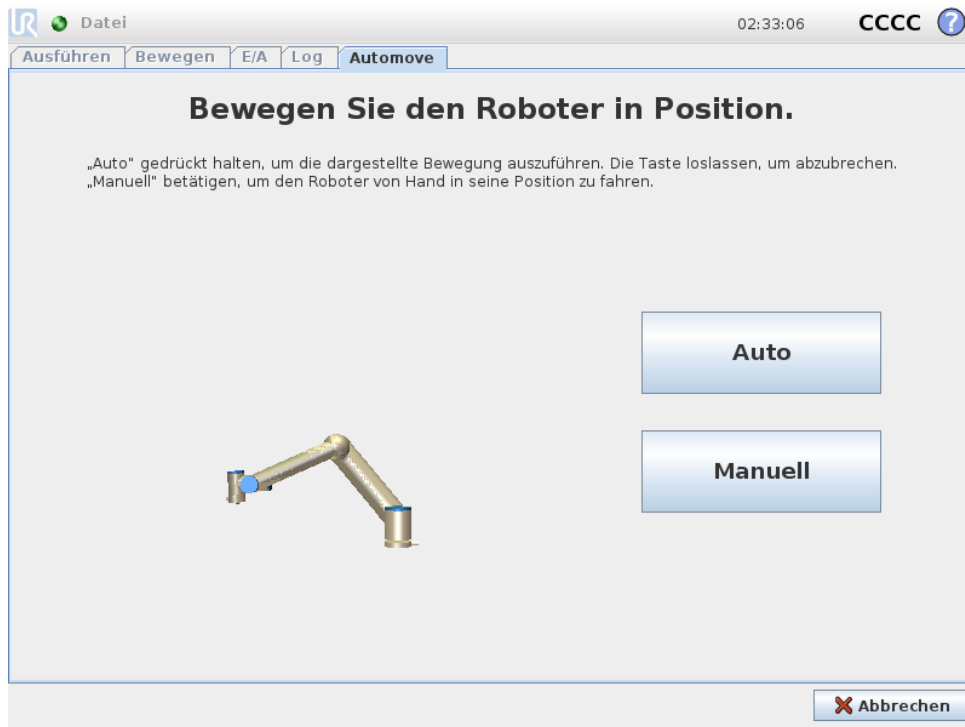 UR Datei 02:33:06 CCCC ?
Ausführen Bewegen E/A Log Automove
Bewegen Sie den Roboter in Position.
„Auto" gedrückt halten, um die dargestellte Bewegung auszuführen. Die Taste loslassen, um abzubrechen.
„Manuell" betätigen, um den Roboter von Hand in seine Position zu fahren.
Auto
Manuell
Abbrechen